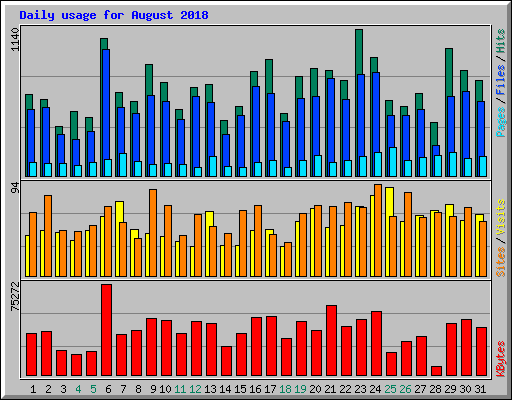 Daily usage for August 2018
1140
Pages / Files / Hits
94
Sites / Visits
75272
KBytes
1 2 3 4 5 6 7 8 9 10 11 12 13 14 15 16 17 18 19 20 21 22 23 24 25 26 27 28 29 30 31